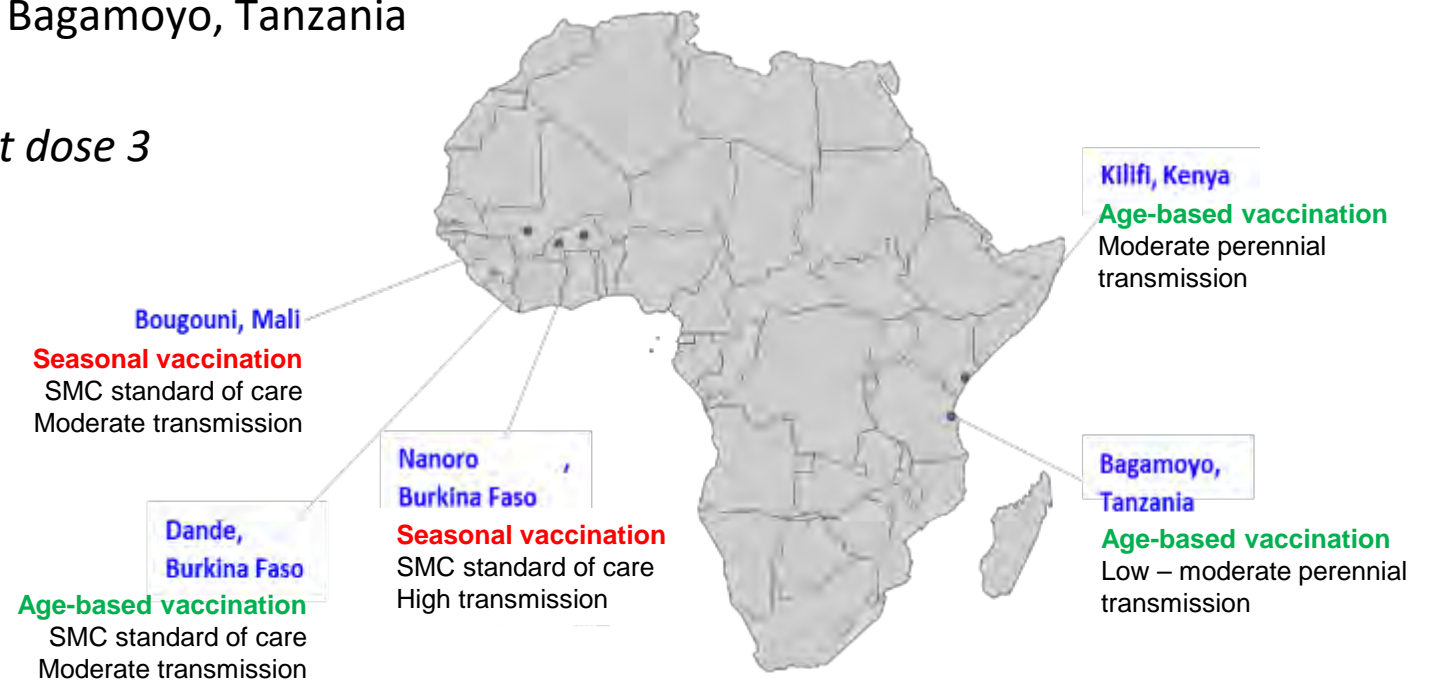 Bagamoyo, Tanzania
t dose 3
Kilifi, Kenya
Age-based vaccination
Moderate perennial
transmission
Bougouni, Mali
Seasonal vaccination
SMC standard of care
Moderate transmission
Nanoro ,
Burkina Faso
Seasonal vaccination
SMC standard of care
High transmission
Dande,
Burkina Faso
Age-based vaccination
SMC standard of care
Moderate transmission
Bagamoyo,
Tanzania
Age-based vaccination
Low – moderate perennial
transmission